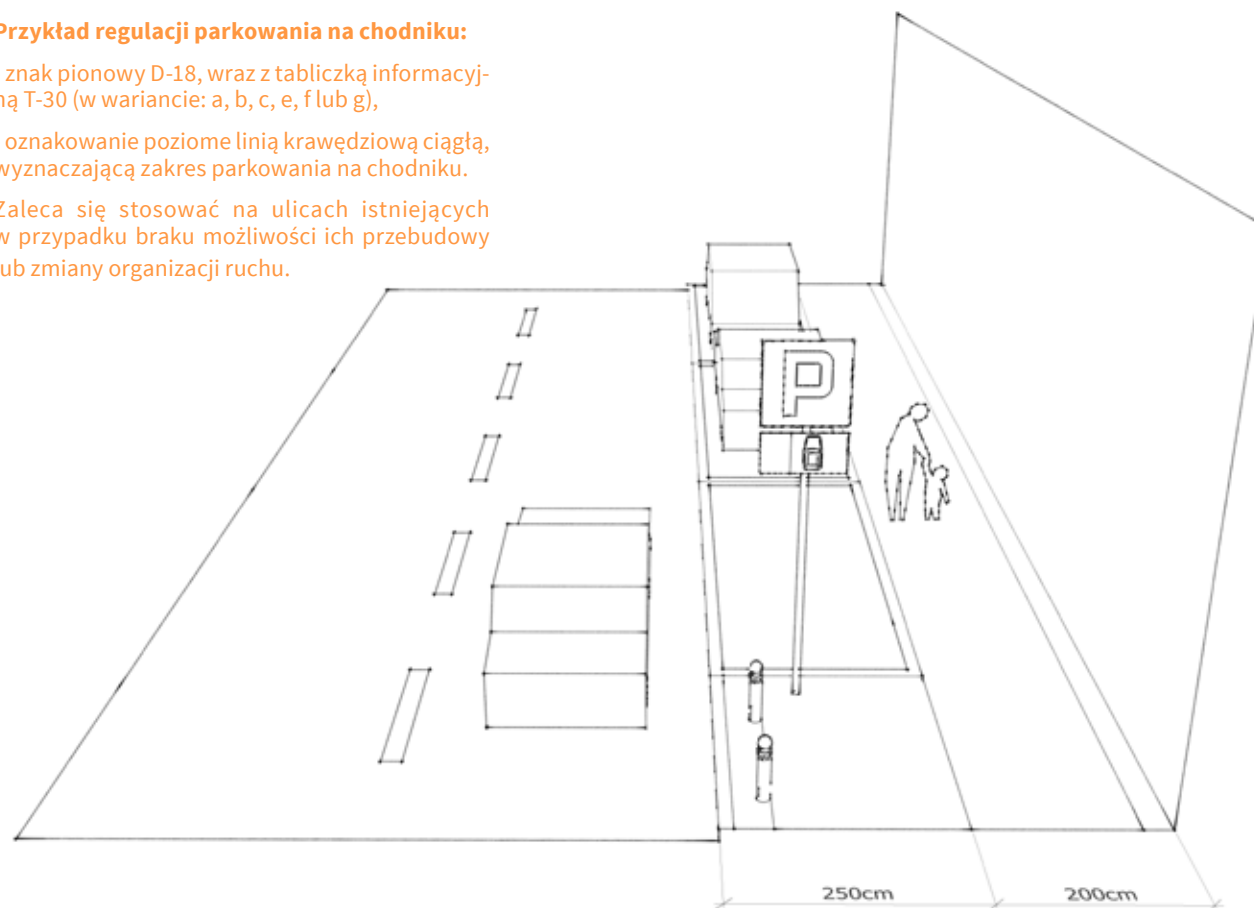 Przykład regulacji parkowania na chodniku:
znak pionowy D-18, wraz z tabliczką informacyj-
ną T-30 (w wariancie: a, b, c, e, f lub g),
oznakowanie poziome linią krawędziową ciągłą,
wyznaczającą zakres parkowania na chodniku.
Zaleca się stosować na ulicach istniejących
w przypadku braku możliwości ich przebudowy
lub zmiany organizacji ruchu.
P
250cm
200cm